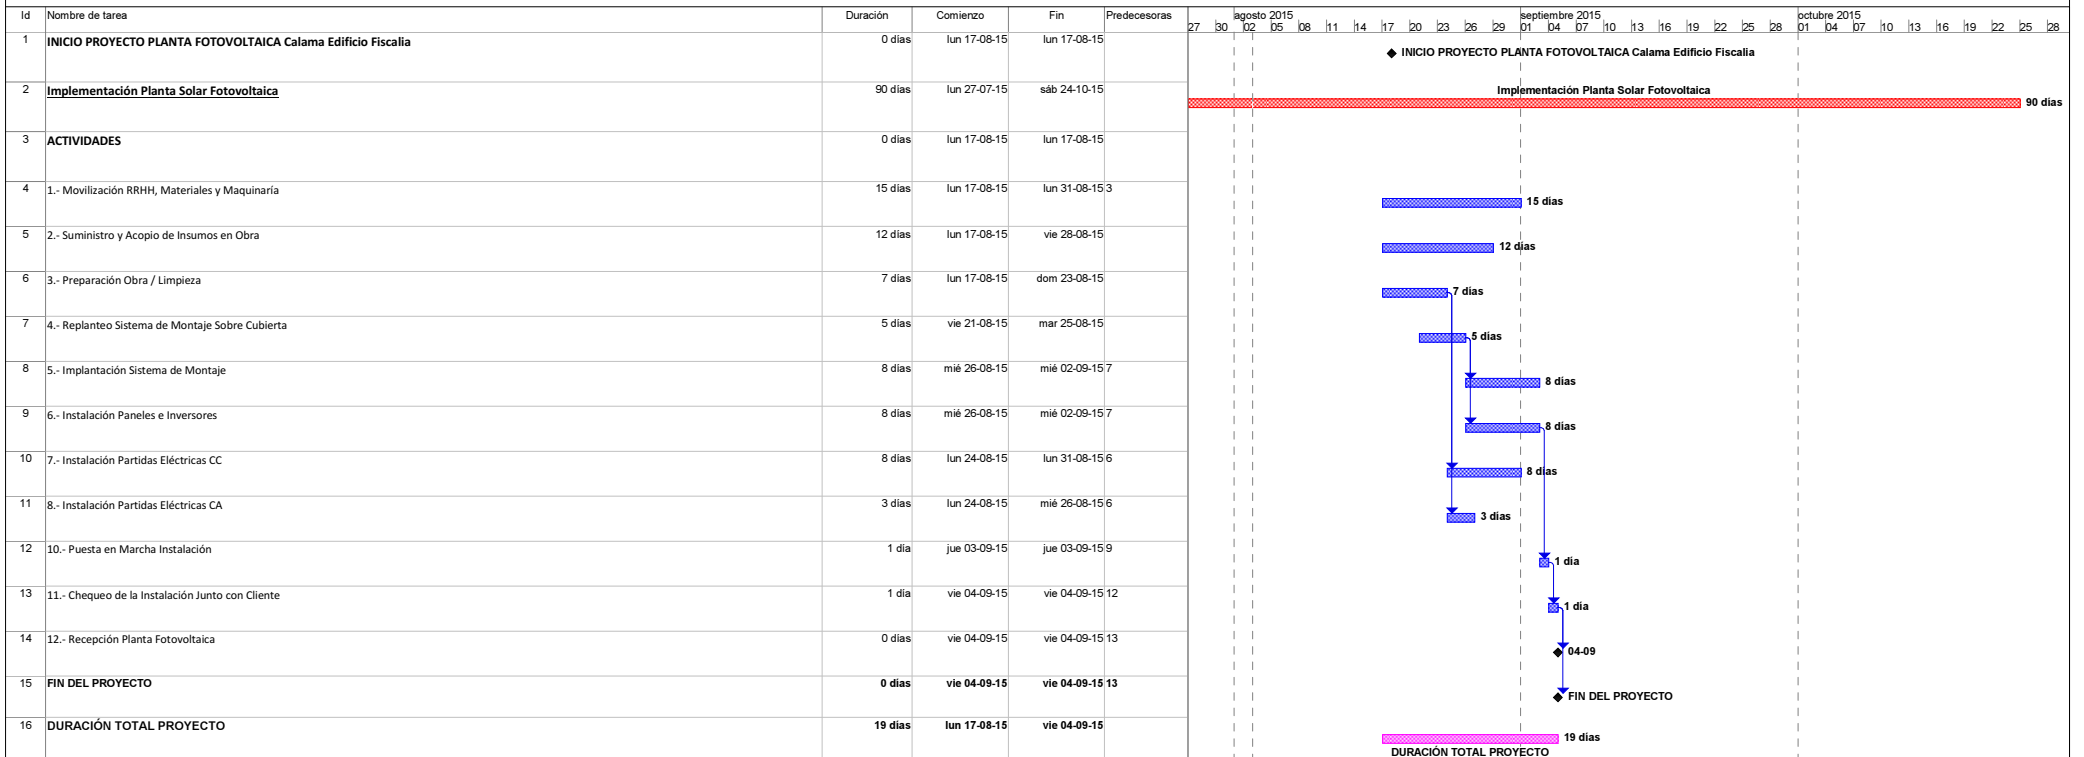 Id Nombre de tarea Duración Comienzo Fin Predecesoras agosto 2015 septiembre 2015 octubre 2015
27 30 02 05 08 11 14 17 20 23 26 29 01 04 07 10 13 16 19 22 25 28 01 04 07 10 13 16 19 22 25 28
1 INICIO PROYECTO PLANTA FOTOVOLTAICA Calama Edificio Fiscalia 0 días lun 17-08-15 lun 17-08-15
INICIO PROYECTO PLANTA FOTOVOLTAICA Calama Edificio Fiscalia
2 Implementación Planta Solar Fotovoltaica 90 días lun 27-07-15 sáb 24-10-15 Implementación Planta Solar Fotovoltaica
90 días
3 ACTIVIDADES 0 días lun 17-08-15 lun 17-08-15
4 1.- Movilización RRHH, Materiales y Maquinaría 15 días lun 17-08-15 lun 31-08-15 3
15 días
5 2.- Suministro y Acopio de Insumos en Obra 12 días lun 17-08-15 vie 28-08-15
12 días
6 3.- Preparación Obra / Limpieza 7 días lun 17-08-15 dom 23-08-15
7 días
7 4.- Replanteo Sistema de Montaje Sobre Cubierta 5 días vie 21-08-15 mar 25-08-15
5 días
8 5.- Implantación Sistema de Montaje 8 días mié 26-08-15 mié 02-09-15 7
8 días
9 6.- Instalación Paneles e Inversores 8 días mié 26-08-15 mié 02-09-15 7
8 días
10 7.- Instalación Partidas Eléctricas CC 8 días lun 24-08-15 lun 31-08-15 6
8 días
11 8.- Instalación Partidas Eléctricas CA 3 días lun 24-08-15 mié 26-08-15 6
3 días
12 10.- Puesta en Marcha Instalación 1 día jue 03-09-15 jue 03-09-15 9
1 día
13 11.- Chequeo de la Instalación Junto con Cliente 1 día vie 04-09-15 vie 04-09-15 12
1 día
14 12.- Recepción Planta Fotovoltaica 0 días vie 04-09-15 vie 04-09-15 13
04-09
15 FIN DEL PROYECTO 0 días vie 04-09-15 vie 04-09-15 13
FIN DEL PROYECTO
16 DURACIÓN TOTAL PROYECTO 19 días lun 17-08-15 vie 04-09-15
19 días
DURACIÓN TOTAL PROYECTO